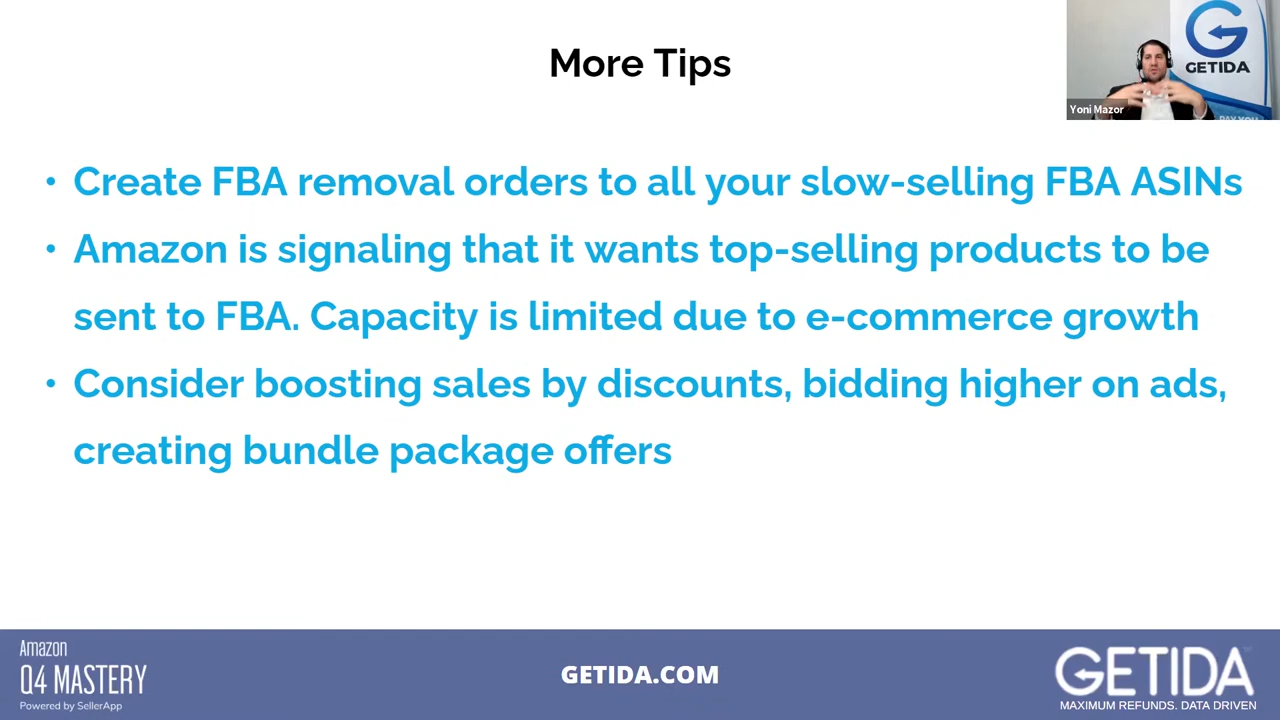 More Tips
GETIDA
Yoni Mazor
PAY YOU
• Create FBA removal orders to all your slow-selling FBA ASINs
• Amazon is signaling that it wants top-selling products to be
sent to FBA. Capacity is limited due to e-commerce growth
• Consider boosting sales by discounts, bidding higher on ads,
creating bundle package offers
Amazon
Q4 MASTERY
Powered by SellerApp
GETIDA.COM
GETIDA
MAXIMUM REFUNDS. DATA DRIVEN